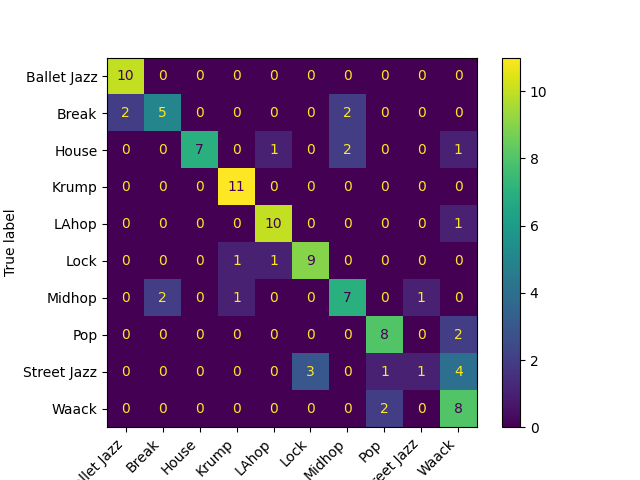 Ballet Jazz 10 0 0 0 0 0 0 0 0 0
Break 2 5 0 0 0 0 2 0 0 0
House 0 0 7 0 1 0 2 0 0 1
Krump 0 0 0 11 0 0 0 0 0 0
LAhop 0 0 0 0 10 0 0 0 0 1
Lock 0 0 0 1 1 9 0 0 0 0
Midhop 0 2 0 1 0 0 7 0 1 0
Pop 0 0 0 0 0 0 0 8 0 2
Street Jazz 0 0 0 0 0 3 0 1 1 4
Waack 0 0 0 0 0 0 0 2 0 8
True label
llet Jazz Break House Krump LAhop Lock Midhop Pop reet Jazz Waack
10
8
6
4
2
0